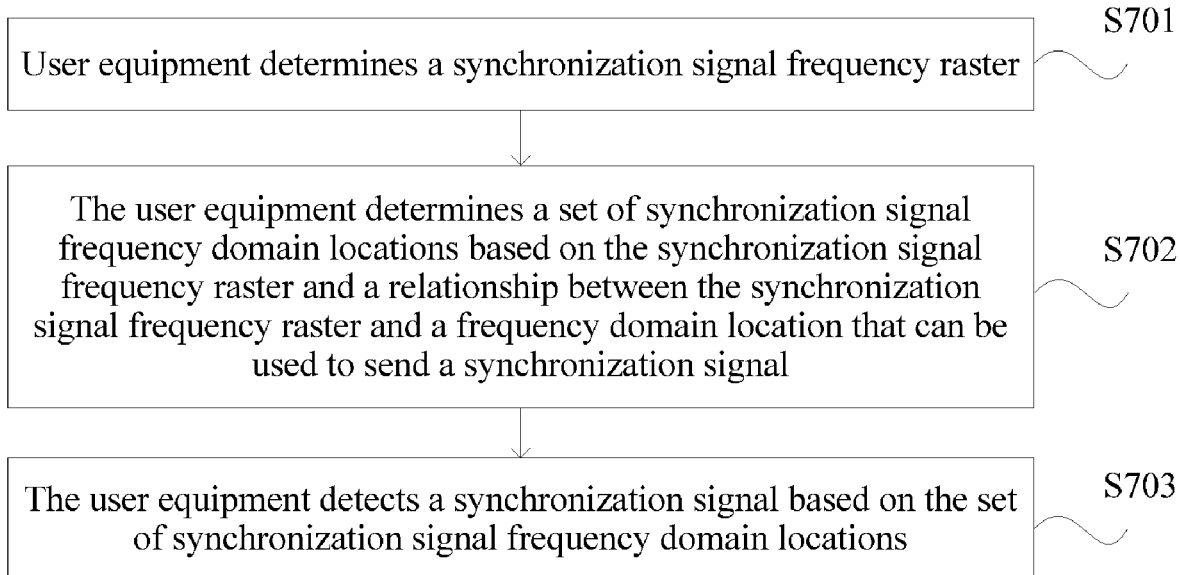 S701
User equipment determines a synchronization signal frequency raster
The user equipment determines a set of synchronization signal
frequency domain locations based on the synchronization signal
frequency raster and a relationship between the synchronization
signal frequency raster and a frequency domain location that can be
used to send a synchronization signal
S702
The user equipment detects a synchronization signal based on the set
of synchronization signal frequency domain locations
S703